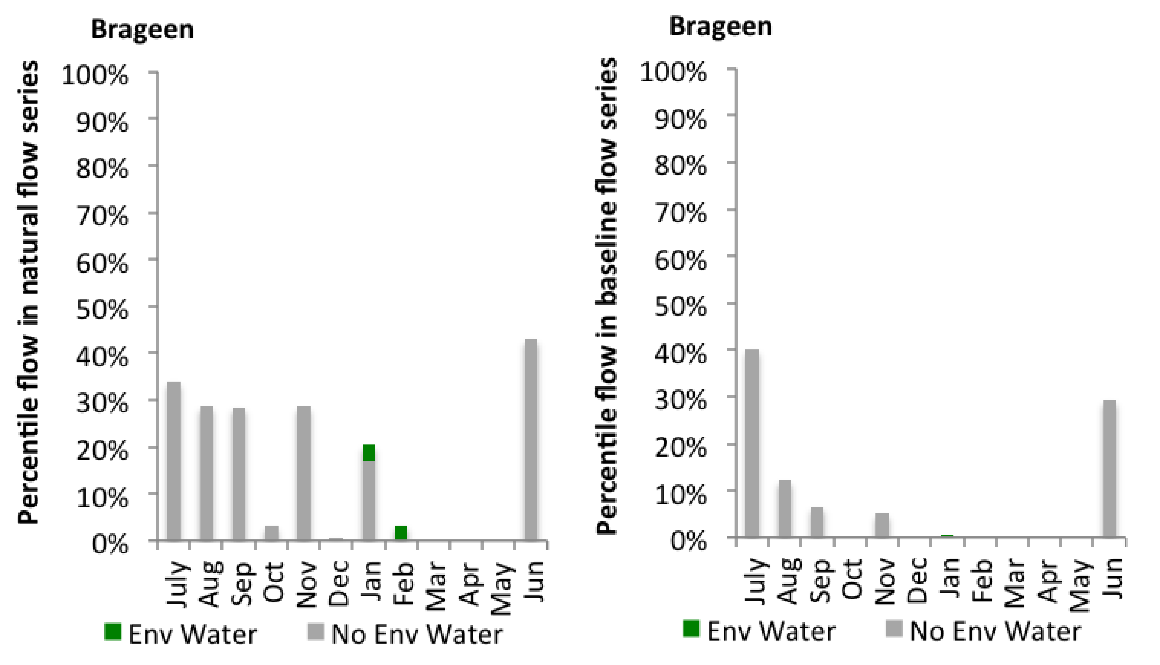 Brageen
Percentile flow in natural flow series
100%
90%
80%
70%
60%
50%
40%
30%
20%
10%
0%
July Aug Sep Oct Nov Dec Jan Feb Mar Apr May Jun
Env Water No Env Water
Brageen
Percentile flow in baseline flow series
100%
90%
80%
70%
60%
50%
40%
30%
20%
10%
0%
July Aug Sep Oct Nov Dec Jan Feb Mar Apr May Jun
Env Water No Env Water